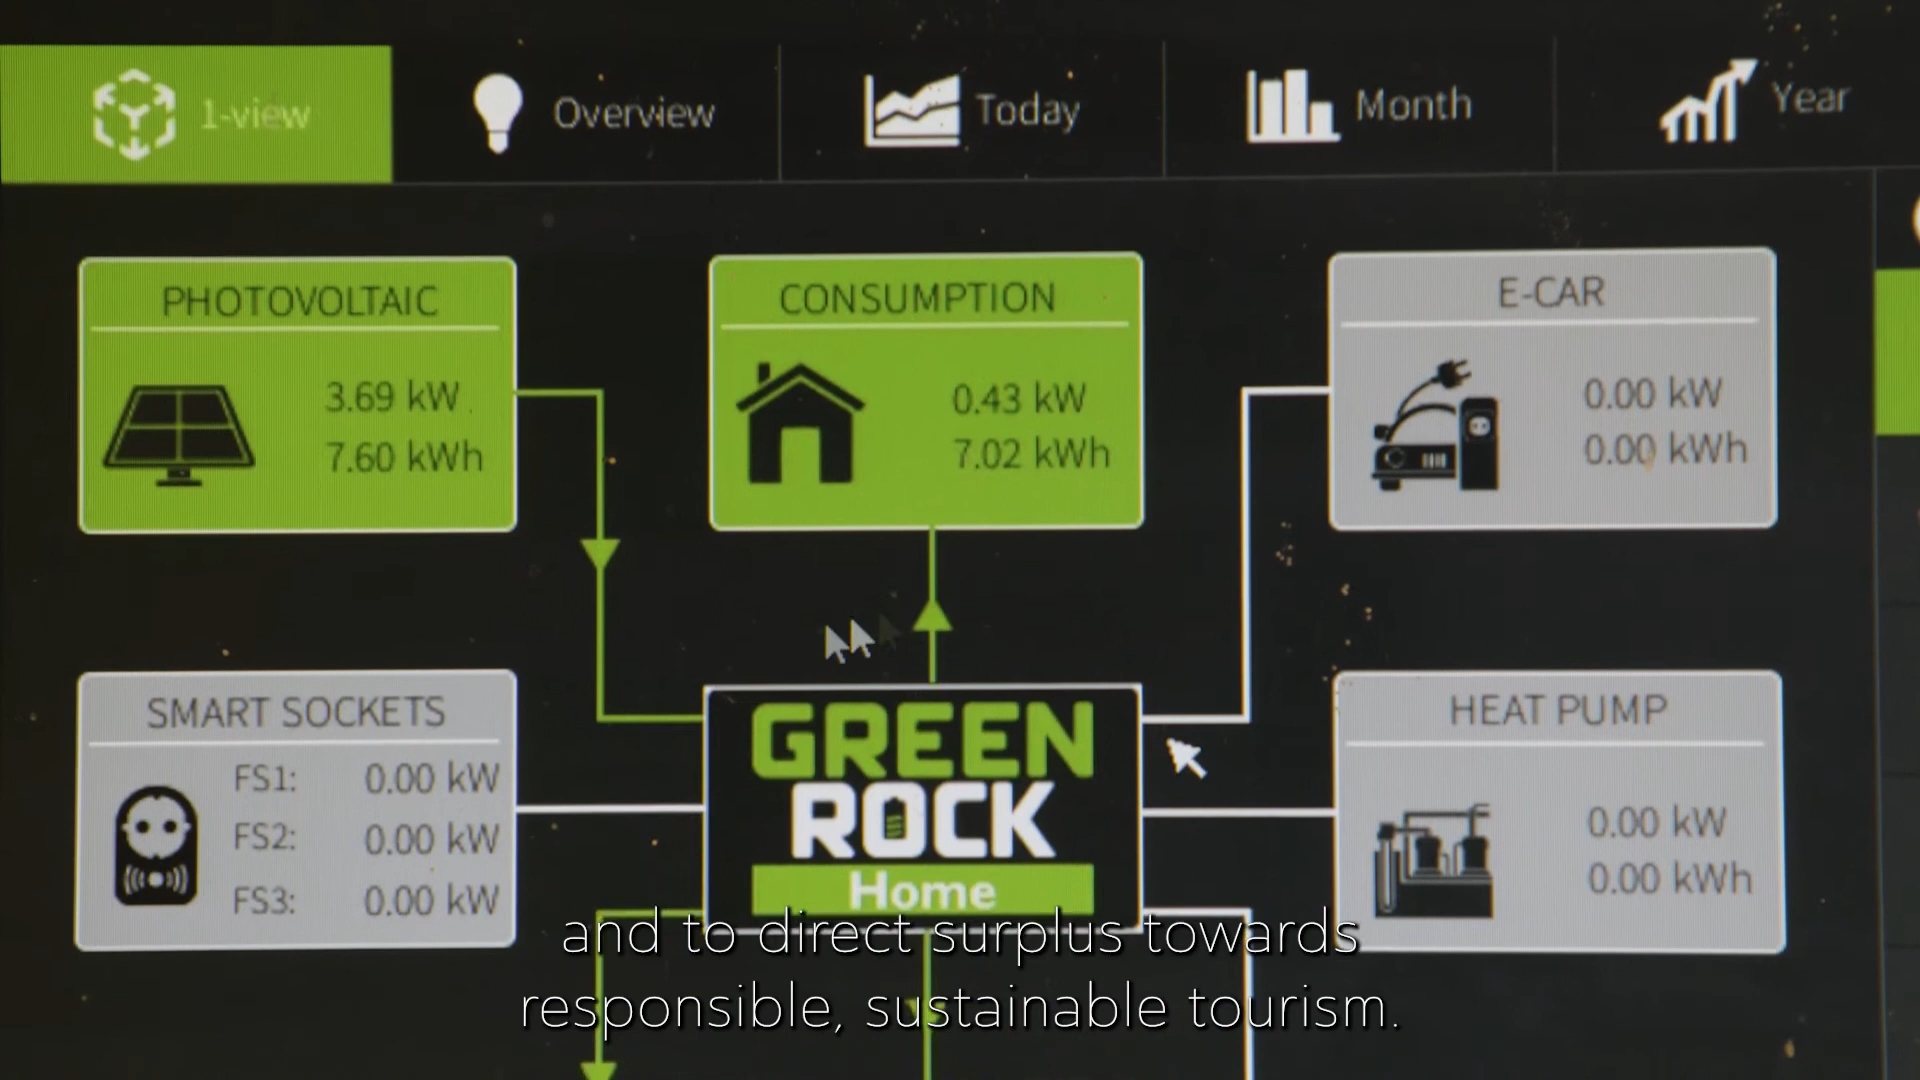 1-view
Overview
Today
Month
Year
PHOTOVOLTAIC
3.69 kW
7.60 kWh
CONSUMPTION
0.43 kW
7.02 kWh
E-CAR
0.00 kW
0.00 kWh
SMART SOCKETS
FS1: 0.00 kW
FS2: 0.00 kW
FS3: 0.00 kW
GREEN
ROCK
Home
HEAT PUMP
0.00 kW
0.00 kWh
and to direct surplus towards
responsible, sustainable tourism.